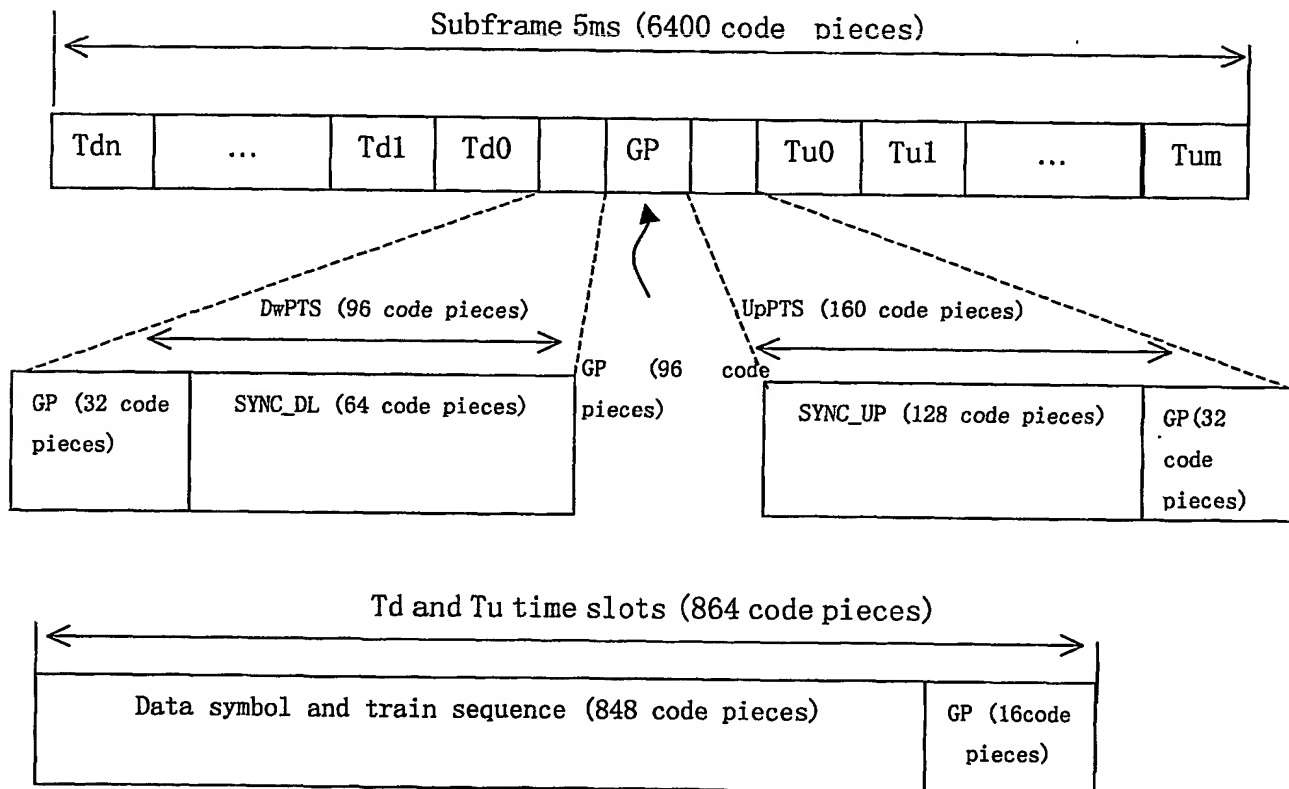 Subframe 5ms (6400 code pieces)
Tdn ... Td1 Td0 GP Tu0 Tu1 ... Tum
DwPTS (96 code pieces)
UpPTS (160 code pieces)
GP (32 code
pieces)
SYNC_DL (64 code pieces)
GP (96 code
pieces)
SYNC_UP (128 code pieces)
GP(32
code
pieces)
Td and Tu time slots (864 code pieces)
Data symbol and train sequence (848 code pieces)
GP (16code
pieces)